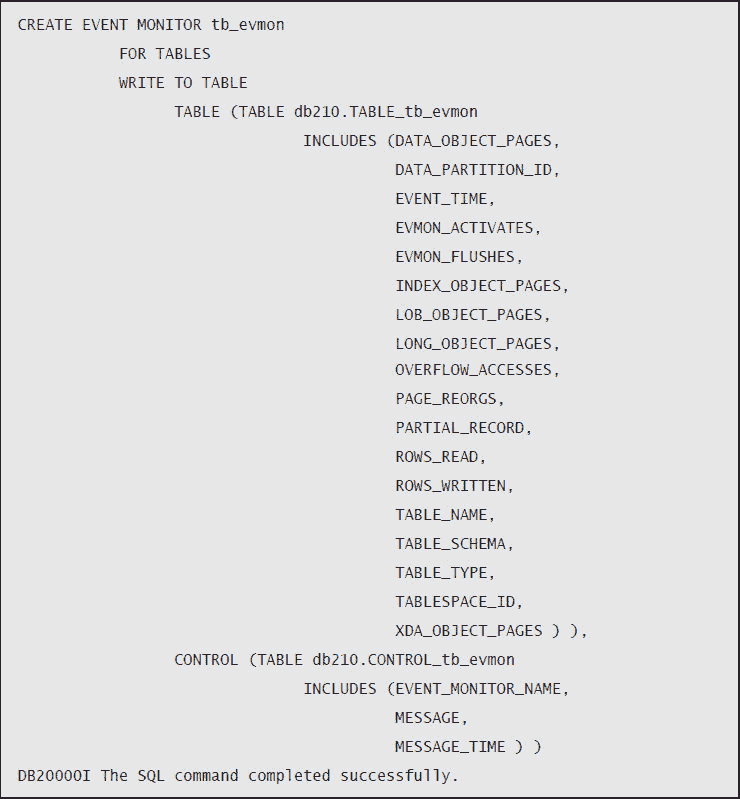 CREATE EVENT MONITOR tb_evmon
FOR TABLES
WRITE TO TABLE
TABLE (TABLE db210.TABLE_tb_evmon
INCLUDES (DATA_OBJECT_PAGES,
DATA_PARTITION_ID,
EVENT_TIME,
EVMON_ACTIVATES,
EVMON_FLUSHES,
INDEX_OBJECT_PAGES,
LOB_OBJECT_PAGES,
LONG_OBJECT_PAGES,
OVERFLOW_ACCESSES,
PAGE_REORGS,
PARTIAL_RECORD,
ROWS_READ,
ROWS_WRITTEN,
TABLE_NAME,
TABLE_SCHEMA,
TABLE_TYPE,
TABLESPACE_ID,
XDA_OBJECT_PAGES ) ),
CONTROL (TABLE db210.CONTROL_tb_evmon
INCLUDES (EVENT_MONITOR_NAME,
MESSAGE,
MESSAGE_TIME ) )
DB20000I The SQL command completed successfully.